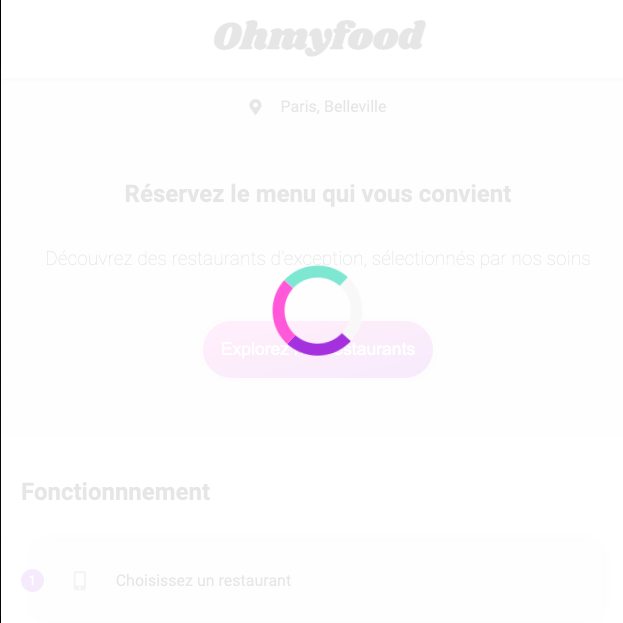 Ohmyfood
Paris, Belleville
Réservez le menu qui vous convient
Découvrez des restaurants d'exception, sélectionnés par nos soins
Explorez restaurants
Fonctionnnement
1
Choisissez un restaurant